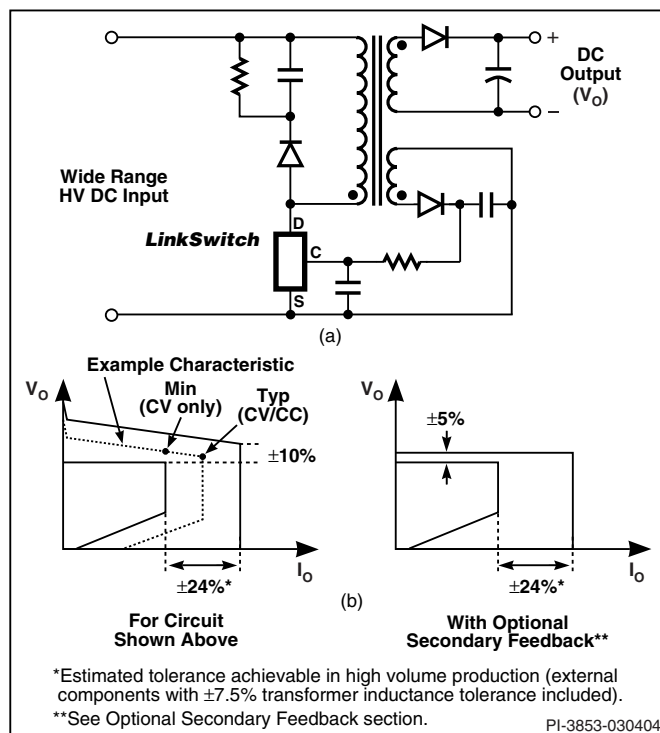 +
DC
Output
(VO)
−
Wide Range
HV DC Input
LinkSwitch
D
C
S
(a)
Example Characteristic
VO
Min
(CV only)
Typ
(CV/CC)
±10%
±24%*
IO
For Circuit
Shown Above
(b)
VO
±5%
±24%*
IO
With Optional
Secondary Feedback**
*Estimated tolerance achievable in high volume production (external
components with ±7.5% transformer inductance tolerance included).
**See Optional Secondary Feedback section.
PI-3853-030404